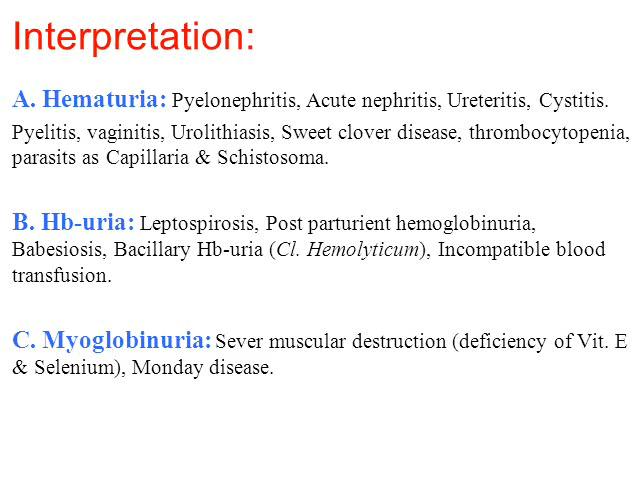 Interpretation:
A. Hematuria: Pyelonephritis, Acute nephritis, Ureteritis, Cystitis.
Pyelitis, vaginitis, Urolithiasis, Sweet clover disease, thrombocytopenia,
parasits as Capillaria & Schistosoma.
B. Hb-uria: Leptospirosis, Post parturient hemoglobinuria,
Babesiosis, Bacillary Hb-uria (Cl. Hemolyticum), Incompatible blood
transfusion.
C. Myoglobinuria: Sever muscular destruction (deficiency of Vit. E
& Selenium), Monday disease.